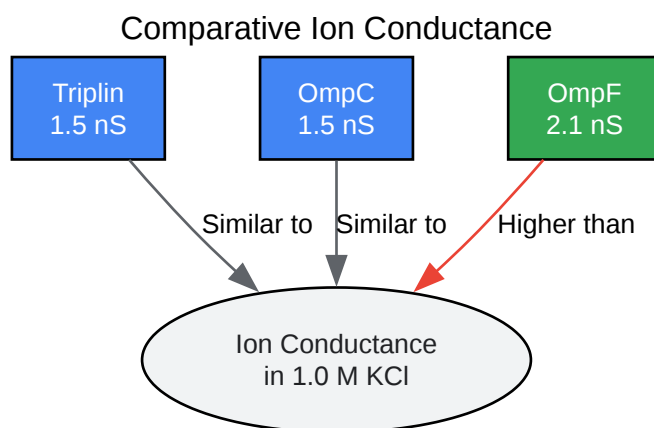 Comparative Ion Conductance
Triplin
1.5 nS
OmpC
1.5 nS
OmpF
2.1 nS
Similar to
Similar to
Higher than
Ion Conductance
in 1.0 M KCl